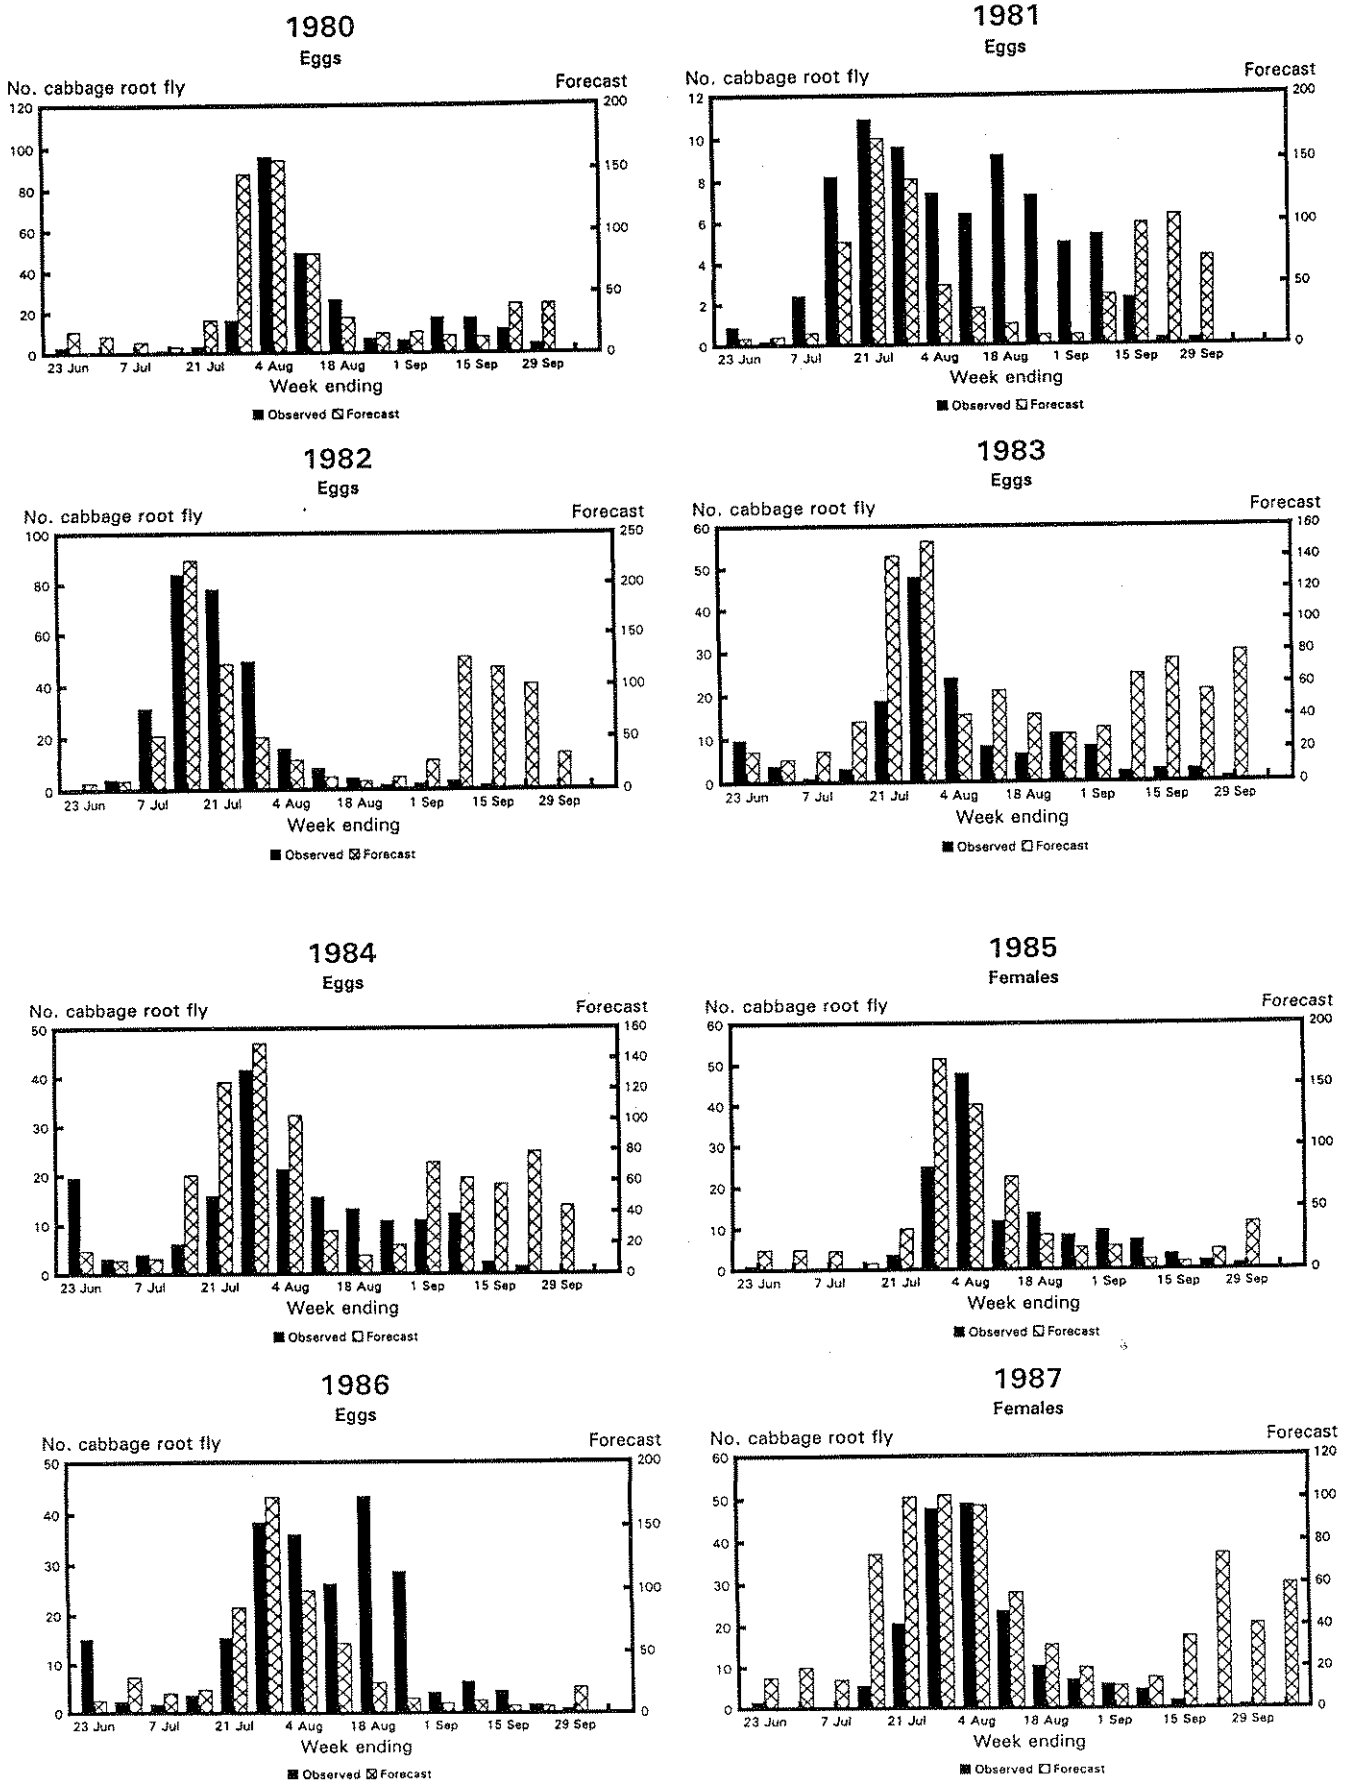 1980
Eggs
No. cabbage root fly Forecast
120 100 80 60 40 20 0
200 150 100 50 0
23 Jun 7 Jul 21 Jul 4 Aug 18 Aug 1 Sep 15 Sep 29 Sep
Week ending
Observed Forecast
1981
Eggs
No. cabbage root fly Forecast
12 10 8 6 4 2 0
200 150 100 50 0
23 Jun 7 Jul 21 Jul 4 Aug 18 Aug 1 Sep 15 Sep 29 Sep
Week ending
Observed Forecast
1982
Eggs
No. cabbage root fly Forecast
100 80 60 40 20 0
250 200 150 100 50 0
23 Jun 7 Jul 21 Jul 4 Aug 18 Aug 1 Sep 15 Sep 29 Sep
Week ending
Observed Forecast
1983
Eggs
No. cabbage root fly Forecast
60 50 40 30 20 10 0
160 140 120 100 80 60 40 20 0
23 Jun 7 Jul 21 Jul 4 Aug 18 Aug 1 Sep 15 Sep 29 Sep
Week ending
Observed Forecast
1984
Eggs
No. cabbage root fly Forecast
50 40 30 20 10 0
160 140 120 100 80 60 40 20 0
23 Jun 7 Jul 21 Jul 4 Aug 18 Aug 1 Sep 15 Sep 29 Sep
Week ending
Observed Forecast
1985
Females
No. cabbage root fly Forecast
60 50 40 30 20 10 0
200 150 100 50 0
23 Jun 7 Jul 21 Jul 4 Aug 18 Aug 1 Sep 15 Sep 29 Sep
Week ending
Observed Forecast
1986
Eggs
No. cabbage root fly Forecast
50 40 30 20 10 0
200 150 100 50 0
23 Jun 7 Jul 21 Jul 4 Aug 18 Aug 1 Sep 15 Sep 29 Sep
Week ending
Observed Forecast
1987
Females
No. cabbage root fly Forecast
60 50 40 30 20 10 0
120 100 80 60 40 20 0
23 Jun 7 Jul 21 Jul 4 Aug 18 Aug 1 Sep 15 Sep 29 Sep
Week ending
Observed Forecast